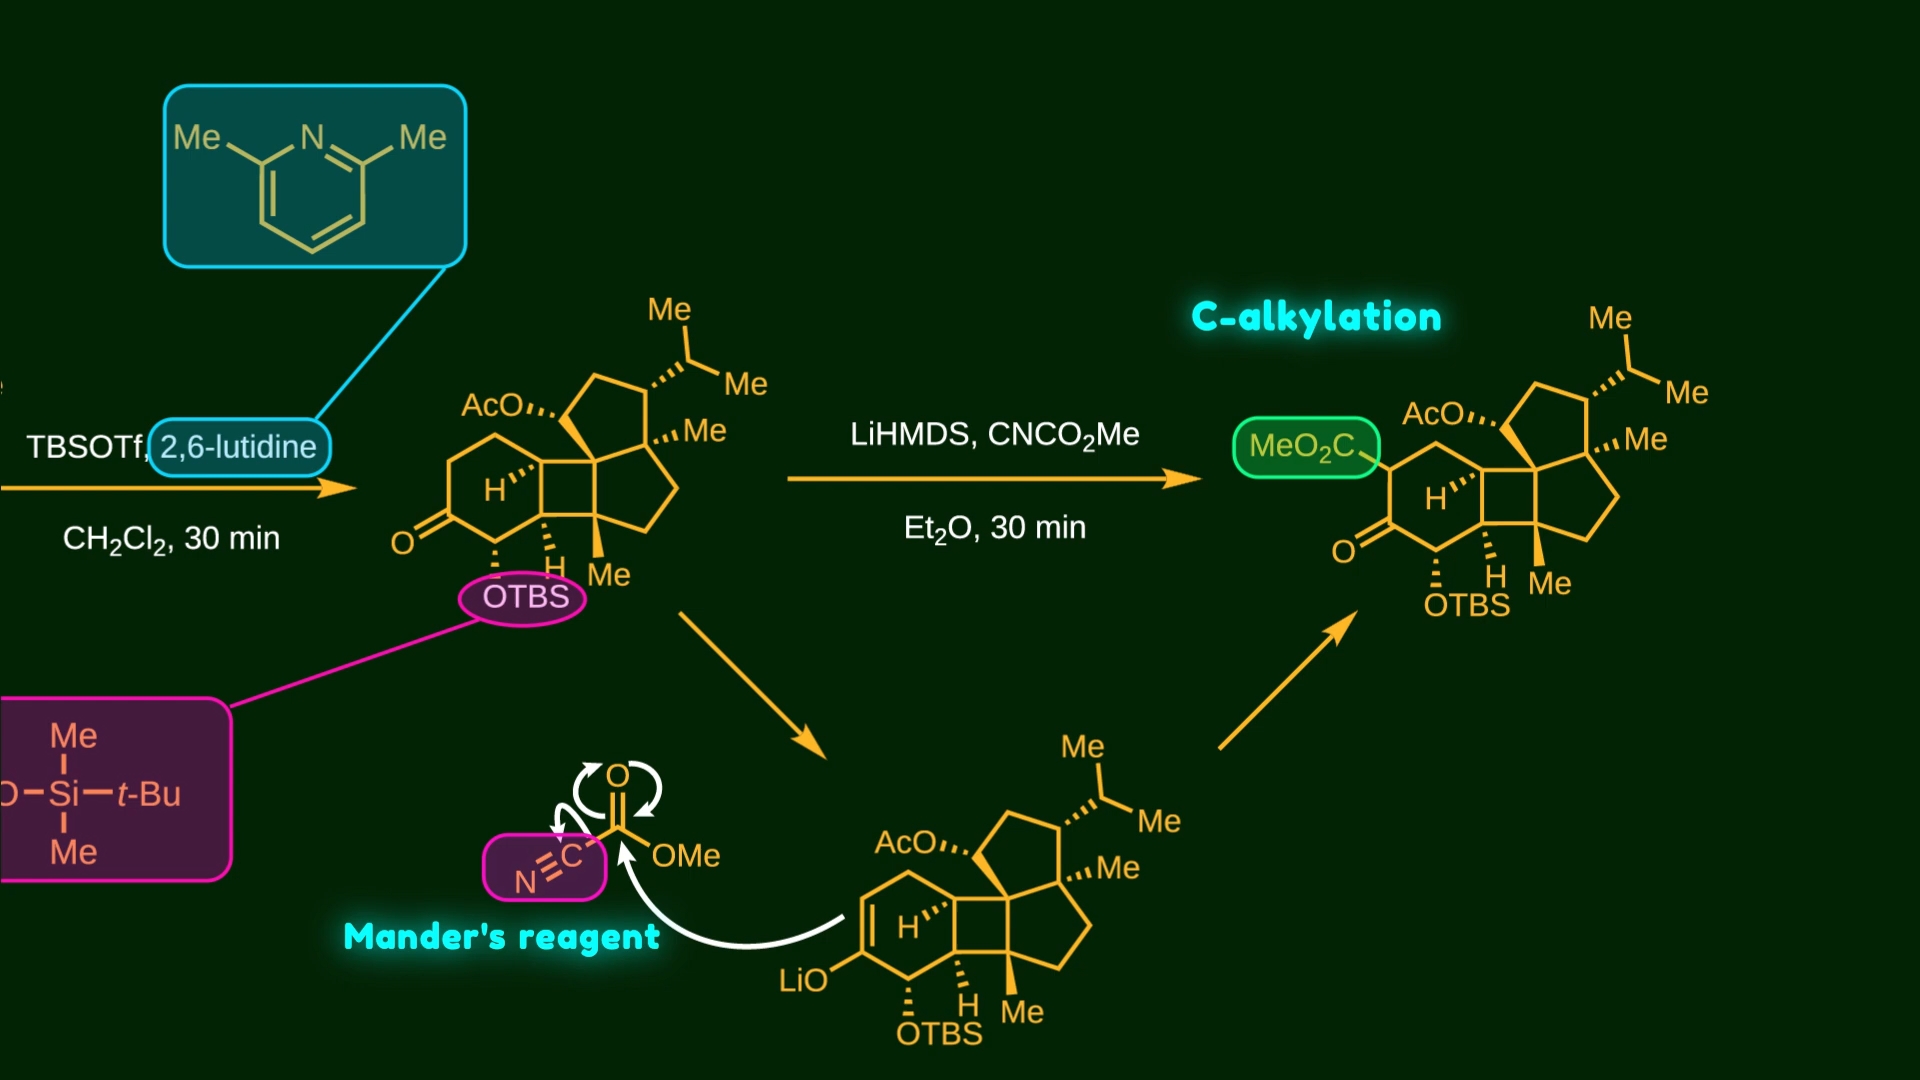 Me N Me
TBSOTf, 2,6-lutidine
CH₂Cl₂, 30 min
Me
Me
AcO
Me
H
O
H
Me
OTBS
LiHMDS, CNCO₂Me
Et₂O, 30 min
C-alkylation
Me
Me
AcO
Me
MeO₂C
H
O
H
Me
OTBS
Me
O Si t-Bu
Me
O
C
OMe
N
Mander's reagent
Me
Me
AcO
Me
H
LiO
H
Me
OTBS